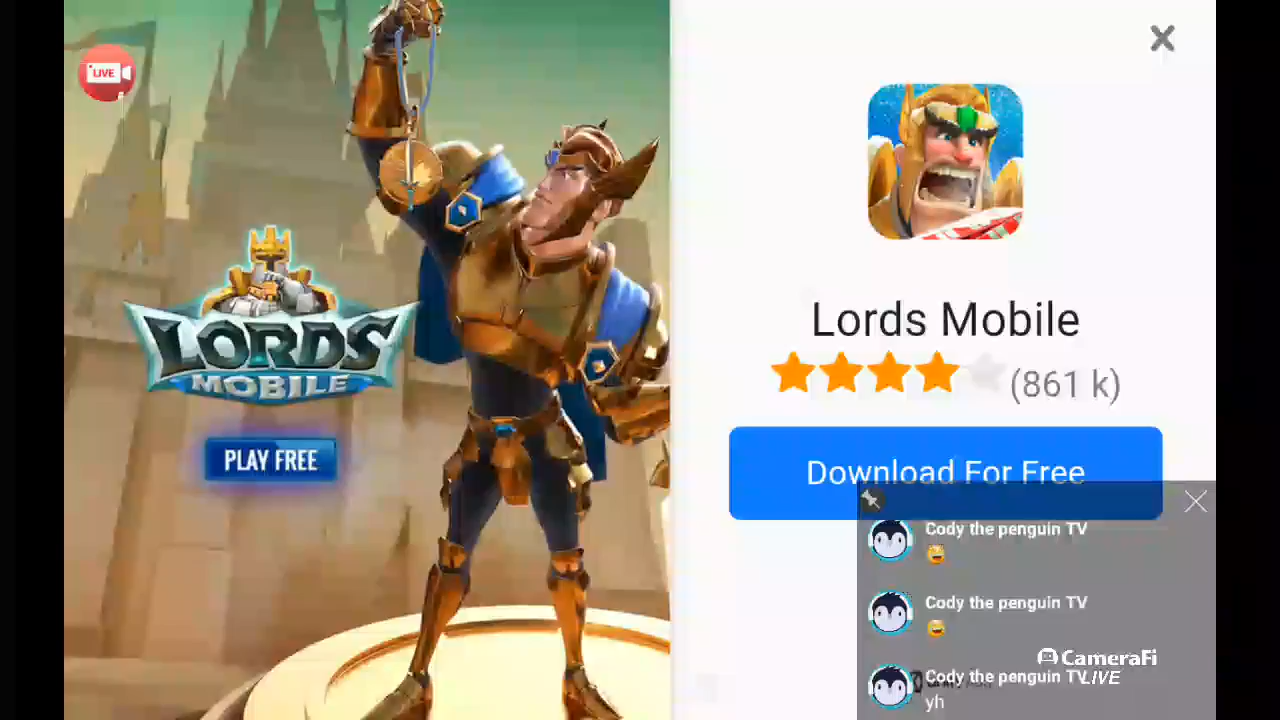 LIVE
LORDS
MOBILE
PLAY FREE
Lords Mobile
(861 k)
Download For Free
Cody the penguin TV
Cody the penguin TV
CameraFi
LIVE
Cody the penguin TV
yh